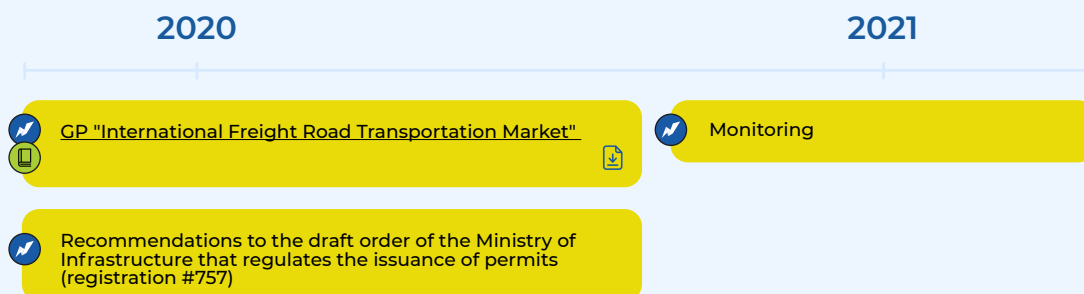 2020
2021
GP "International Freight Road Transportation Market"
Monitoring
Recommendations to the draft order of the Ministry of
Infrastructure that regulates the issuance of permits
(registration #757)